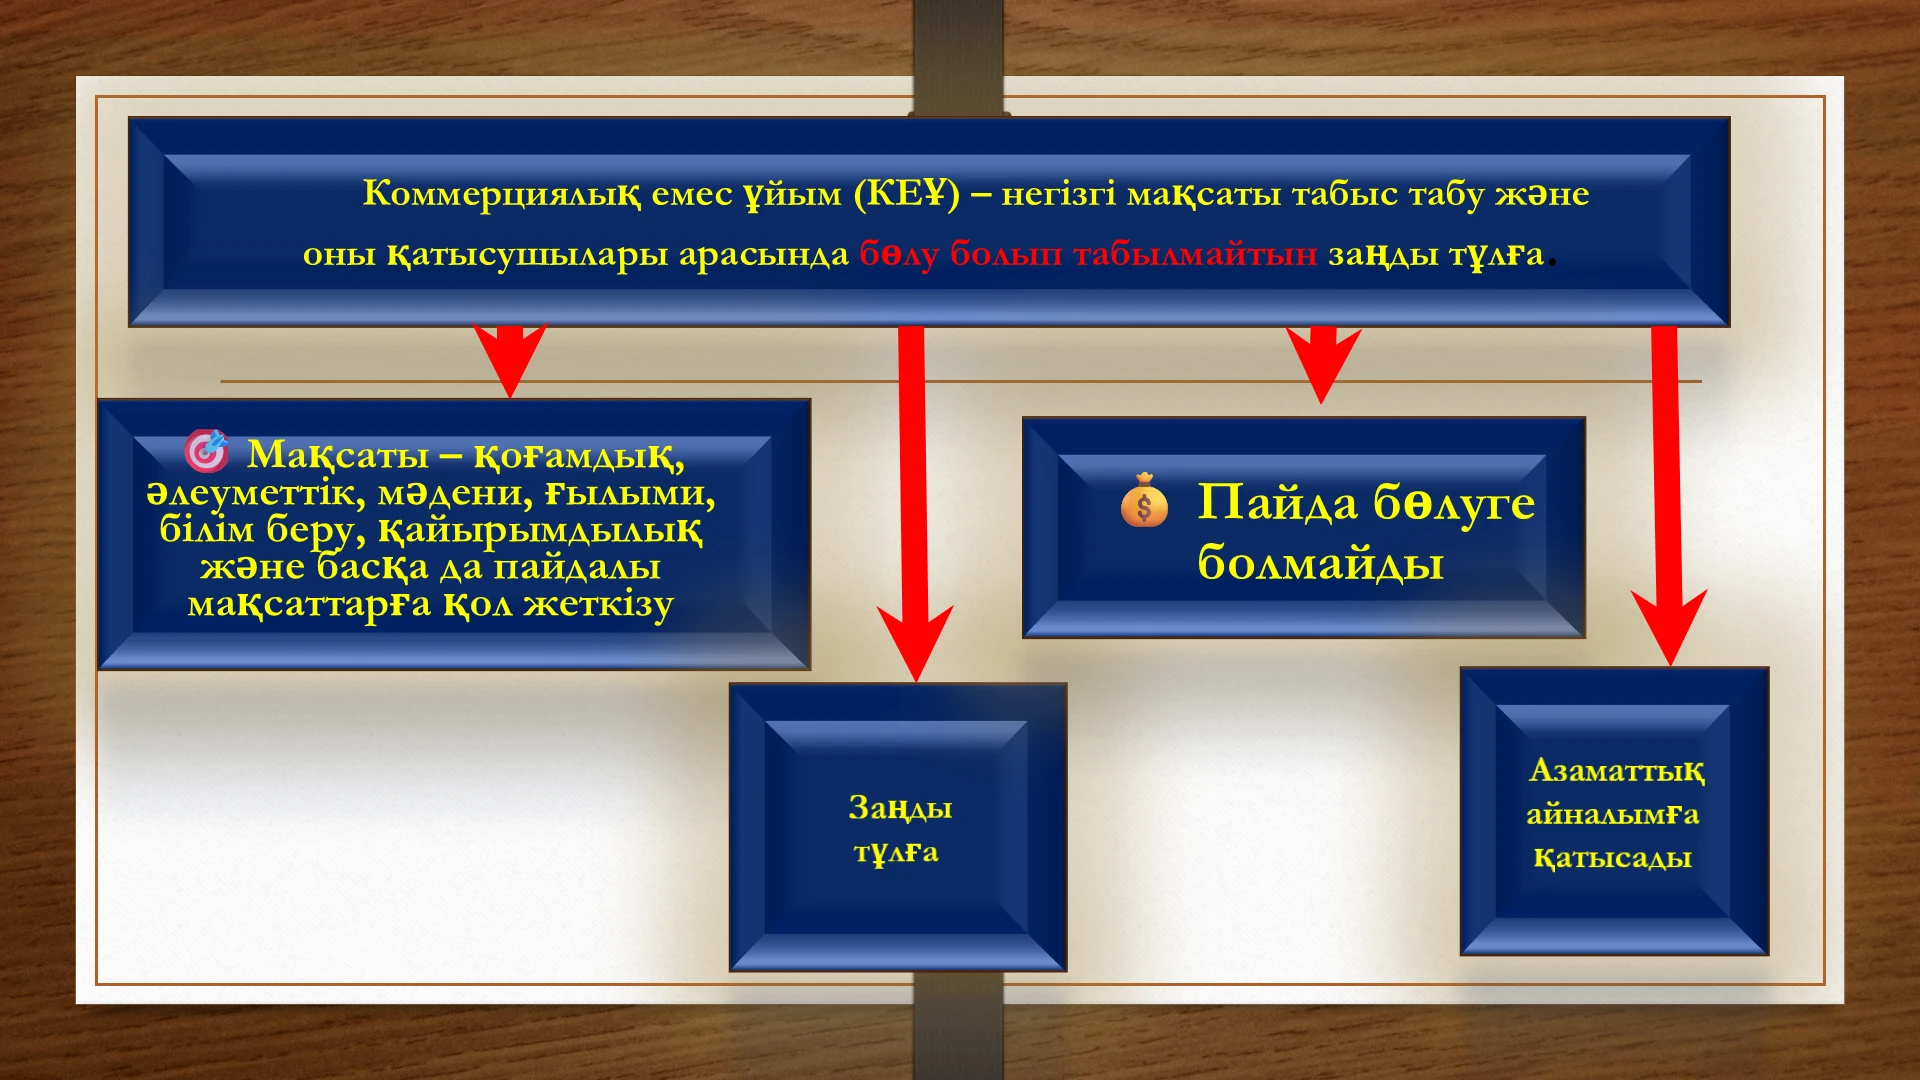 Коммерциялық емес ұйым (КЕҰ) – негізгі мақсаты табыс табу және
оны қатысушылары арасында бөлу болып табылмайтын заңды тұлға.
🎯 Мақсаты – қоғамдық,
әлеуметтік, мәдени, ғылыми,
білім беру, қайырымдылық
және басқа да пайдалы
мақсаттарға қол жеткізу
💰 Пайда бөлуге
болмайды
Заңды
тұлға
Азаматтық
айналымға
қатысады